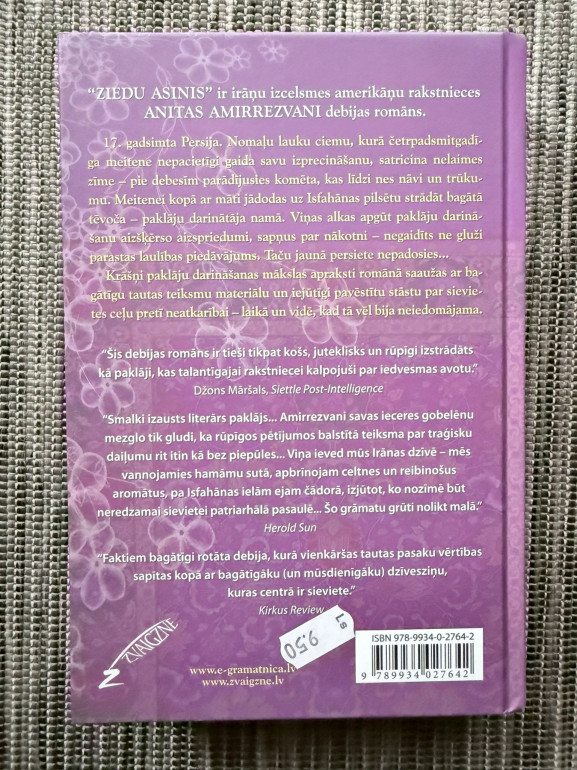 “ZIEDU ASINIS” ir irāņu izcelsmes amerikāņu rakstnieces
ANITAS AMIRREZVANI debijas romāns.
17. gadsimta Persija. Nomaļu lauku ciemu, kurā četrpadsmitgadī-
ga meitene nepacietīgi gaida savu izprecināšanu, satricina nelaimes
zīme – pie debesīm parādījusies komēta, kas līdzi nes nāvi un trūku-
mu. Meitenei kopā ar māti jādodas uz Isfahānas pilsētu strādāt bagātā
tēvoča – paklāju darinātāja namā. Viņas alkas apgūt paklāju darinā-
šanu aizšķērso aizspriedumi, sapņus par nākotni – negaidīts ne gluži
parastas laulības piedāvājums. Taču jaunā persiete nepadosies...
Krāšņi paklāju darināšanas mākslas apraksti romānā saaužas ar ba-
gātīgu tautas teiksmu materiālu un iejūtīgi pavēstītu stāstu par sievie-
tes ceļu pretī neatkarībai – laikā un vidē, kad tā vēl bija neiedomājama.
“Šis debijas romāns ir tieši tikpat košs, juteklisks un rūpīgi izstrādāts
kā paklāji, kas talantīgajai rakstniecei kalpojuši par iedvesmas avotu.”
Džons Māršals, Siettle Post-Intelligence
“Smalki izausts literārs paklājs... Amirrezvani savas ieceres gobelēnu
mezglo tik gludi, ka rūpīgos pētījumos balstītā teiksma par traģisku
daiļumu rit itin kā bez piepūles... Viņa ieved mūs Irānas dzīvē – mēs
vannojamies hamāmu sutā, apbrīnojam celtnes un reibinošus
aromātus, pa Isfahānas ielām ejam čādorā, izjūtot, ko nozīmē būt
neredzamai sievietei patriarhālā pasaulē... Šo grāmatu grūti nolikt malā.”
Herold Sun
“Faktiem bagātīgi rotāta debija, kurā vienkāršas tautas pasaku vērtības
sapītas kopā ar bagātīgāku (un mūsdienīgāku) dzīvesziņu,
kuras centrā ir sieviete.”
Kirkus Review
Ls
9.50
ZVAIGZNE
www.e-gramatnica.lv
www.zvaigzne.lv
ISBN 978-9934-0-2764-2
9 789934 027642